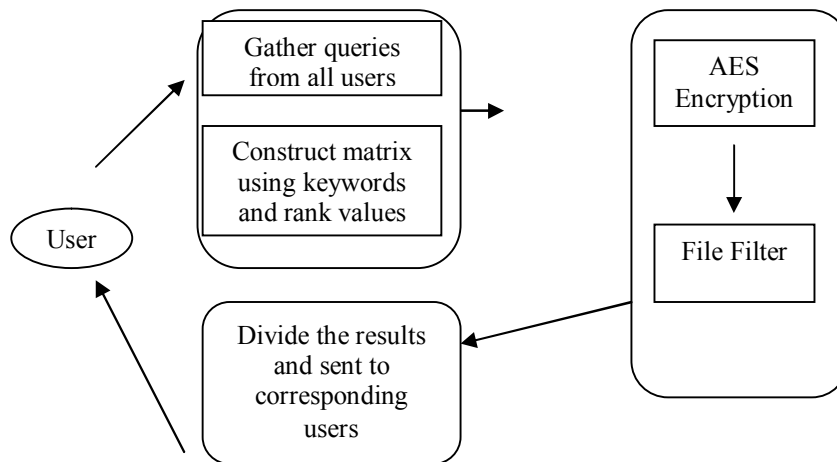 Gather queries
from all users
Construct matrix
using keywords
and rank values
User
AES
Encryption
File Filter
Divide the results
and sent to
corresponding
users